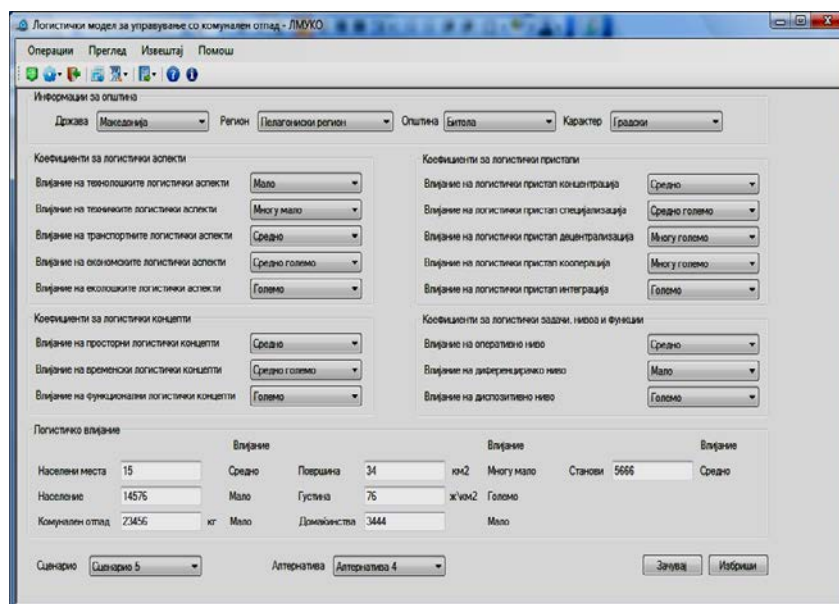 Логистички модел за управување со комунален отпад - ЛМУКО
Операции Преглед Извештај Помош
Информации за општина
Држава Македонија Регион Пелагониски регион Општина Битола Карактер Градски
Коефициенти за логистички аспекти
Влијание на технолошките логистички аспекти Мало
Влијание на техничките логистички аспекти Многу мало
Влијание на транспортните логистички аспекти Средно
Влијание на економските логистички аспекти Средно големо
Влијание на еколошките логистички аспекти Големо
Коефициенти за логистички пристапи
Влијание на логистички пристап концентрација Средно
Влијание на логистички пристап специјализација Средно големо
Влијание на логистички пристап децентрализација Многу големо
Влијание на логистички пристап кооперација Многу големо
Влијание на логистички пристап интеграција Големо
Коефициенти за логистички концепти
Влијание на просторни логистички концепти Средно
Влијание на временски логистички концепти Средно големо
Влијание на функционални логистички концепти Големо
Коефициенти за логистички задачи, нивоа и функции
Влијание на оперативно ниво Средно
Влијание на диференцирачко ниво Мало
Влијание на диспозитивно ниво Големо
Логистичко влијание
Влијание Влијание Влијание
Населени места 15 Средно Површина 34 км2 Многу мало Станови 5666 Средно
Население 14576 Мало Густина 76 ж\км2 Големо
Комунален отпад 23456 кг Мало Домаќинства 3444 Мало
Сценарио Сценарио 5 Алтернатива Алтернатива 4 Зачувај Избриши